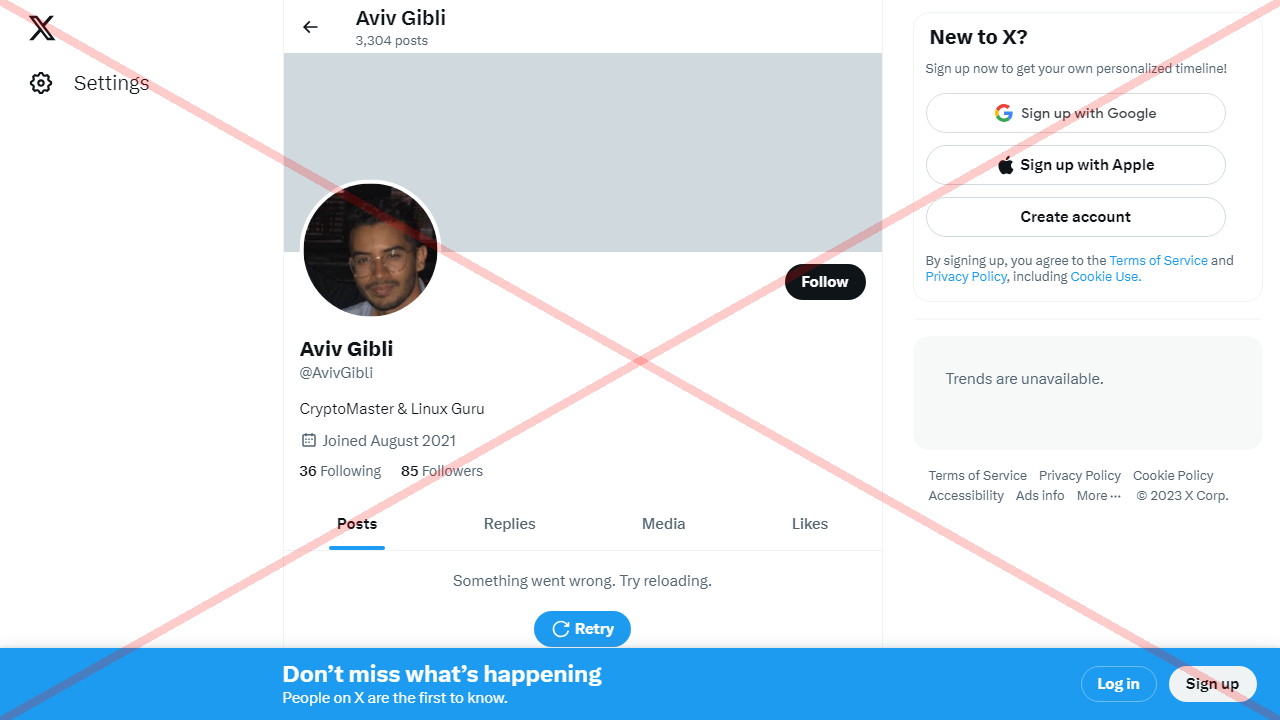 Settings
Aviv Gibli
3,304 posts
Follow
Aviv Gibli
@AvivGibli
CryptoMaster & Linux Guru
Joined August 2021
36 Following 85 Followers
Posts Replies Media Likes
Something went wrong. Try reloading.
Retry
New to X?
Sign up now to get your own personalized timeline!
Sign up with Google
Sign up with Apple
Create account
By signing up, you agree to the Terms of Service and
Privacy Policy, including Cookie Use.
Trends are unavailable.
Terms of Service Privacy Policy Cookie Policy
Accessibility Ads info More ··· © 2023 X Corp.
Don’t miss what’s happening
People on X are the first to know.
Log in Sign up